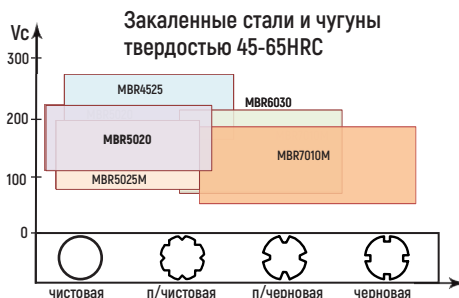 Закаленные стали и чугуны
твердостью 45-65HRC
Vc
300
200
100
0
MBR4525
MBR6030
MBR5020
MBR7010M
MBR5025M
чистовая п/чистовая п/черновая черновая